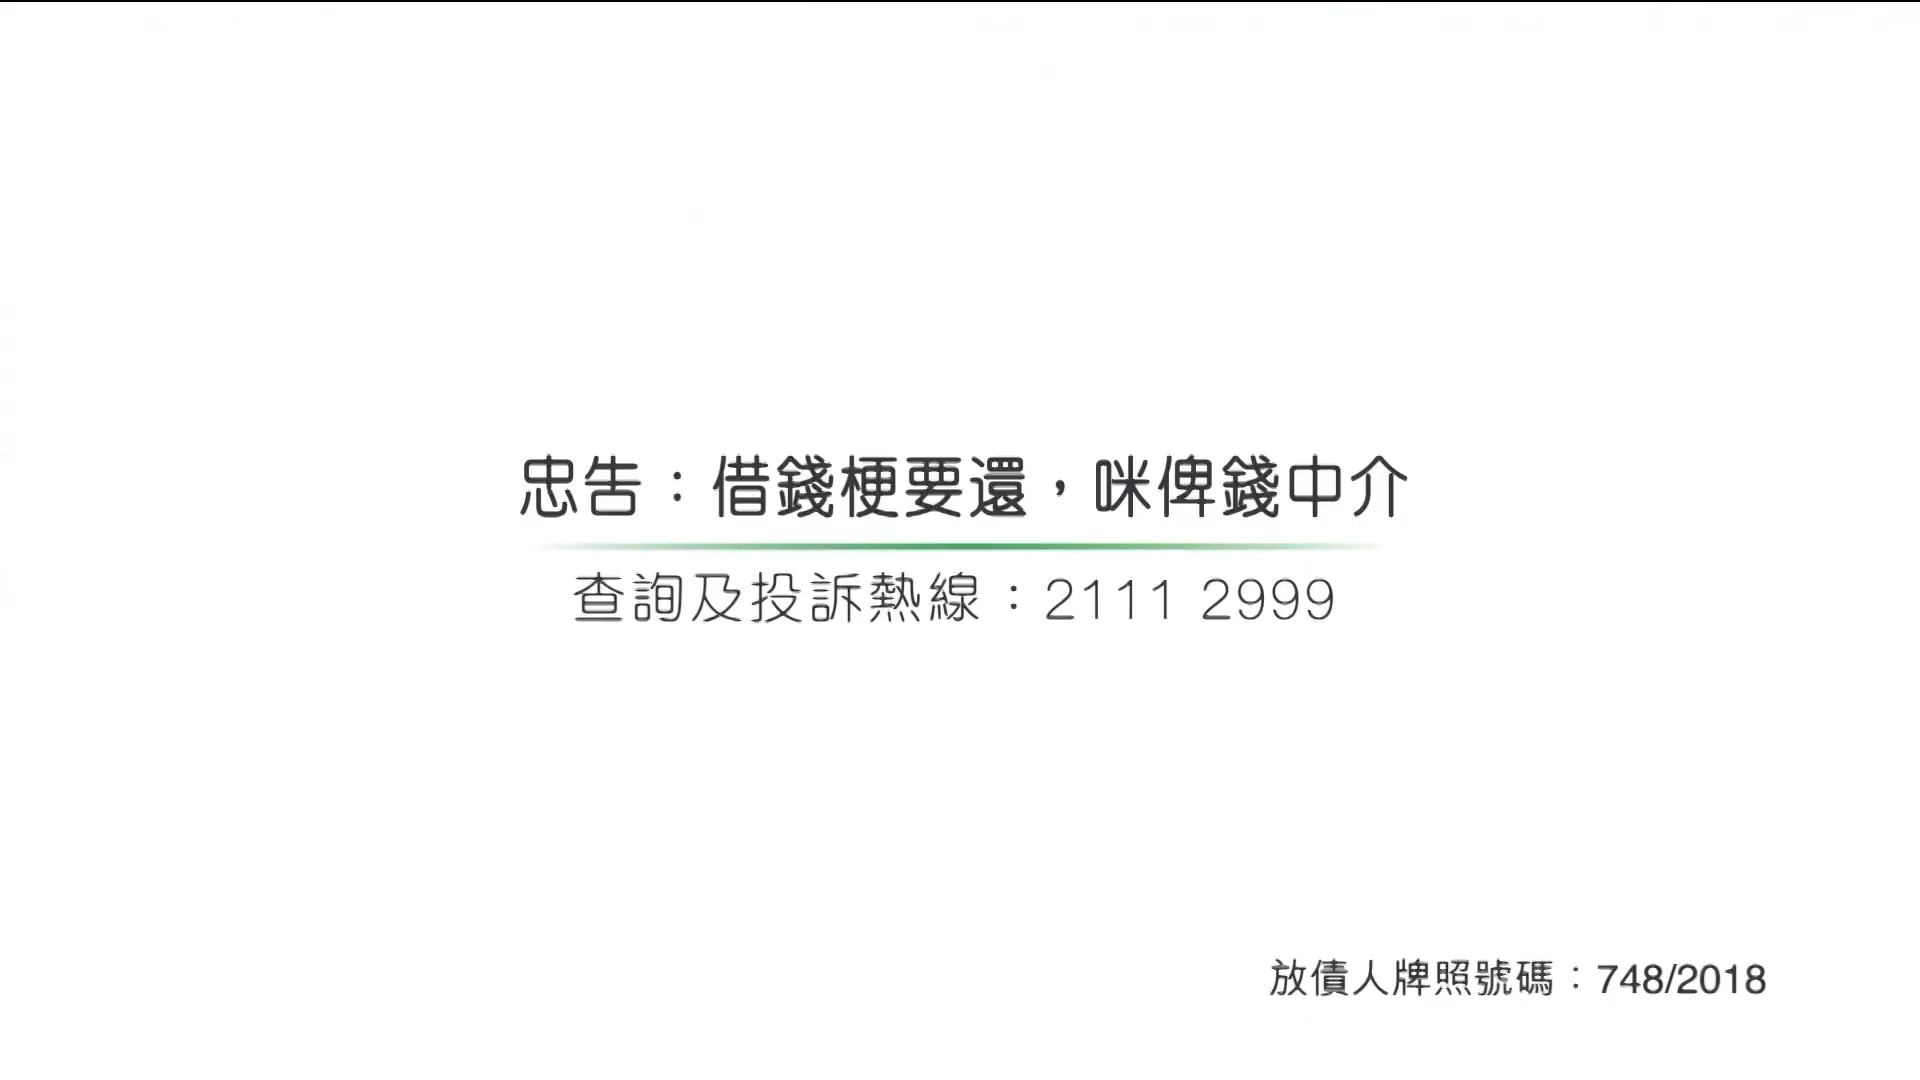 忠告：借錢梗要還，咪俾錢中介
查詢及投訴熱線：2111 2999
放債人牌照號碼：748/2018